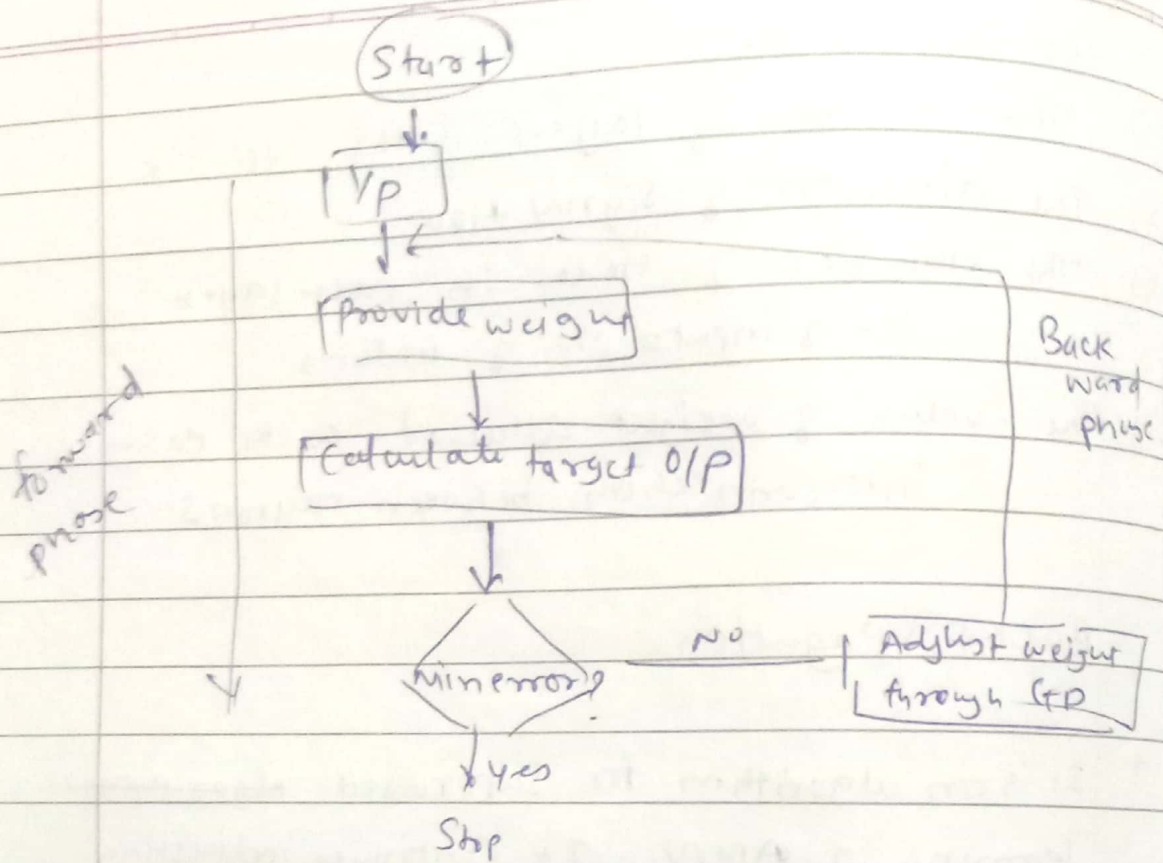 Start
I/P
Provide weight
Calculate target O/P
Min error?
NO
Adjust weight
through GD
Back
ward
phase
forward
phase
yes
Stop